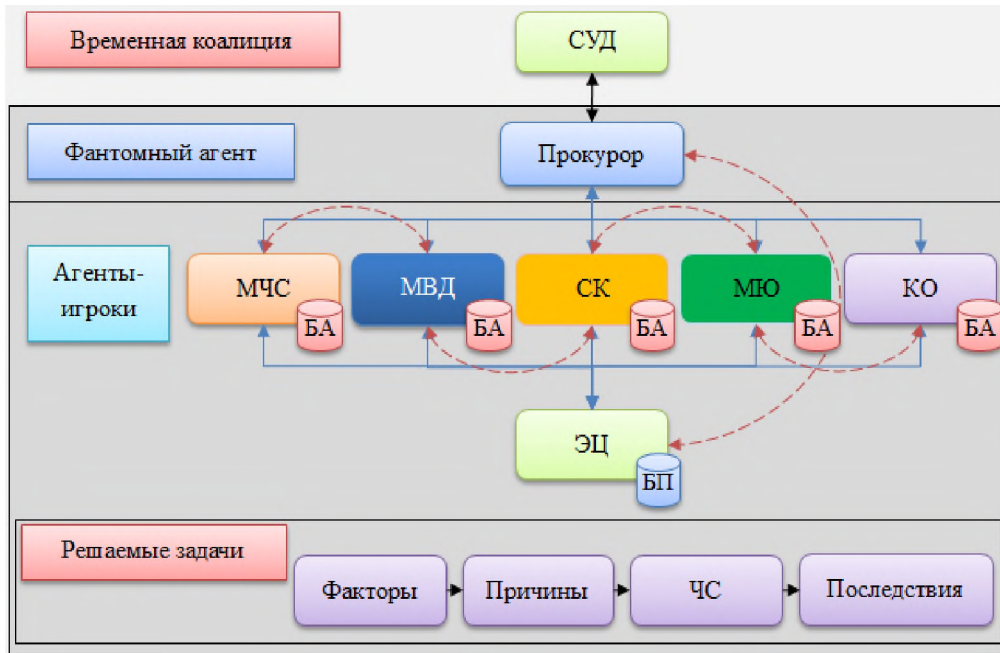 Временная коалиция
СУД
Фантомный агент
Прокурор
Агенты-
игроки
МЧС
БА
МВД
БА
СК
БА
МЮ
БА
КО
БА
ЭЦ
БП
Решаемые задачи
Факторы
Причины
ЧС
Последствия